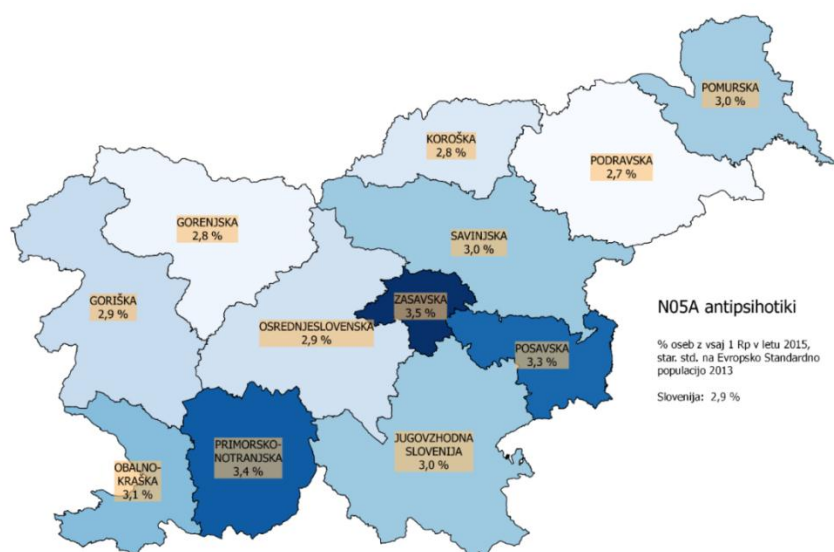 POMURSKA
3,0 %
KOROŠKA
2,8 %
PODRAVSKA
2,7 %
GORENJSKA
2,8 %
SAVINJSKA
3,0 %
GORIŠKA
2,9 %
ZASAVSKA
3,5 %
OSREDNJESLOVENSKA
2,9 %
POSAVSKA
3,3 %
PRIMORSKO-
NOTRANJSKA
3,4 %
JUGOVZHODNA
SLOVENIJA
3,0 %
OBALNO-
KRAŠKA
3,1 %
N05A antipsihotiki
% oseb z vsaj 1 Rp v letu 2015,
star. std. na Evropsko Standardno
populacijo 2013
Slovenija: 2,9 %